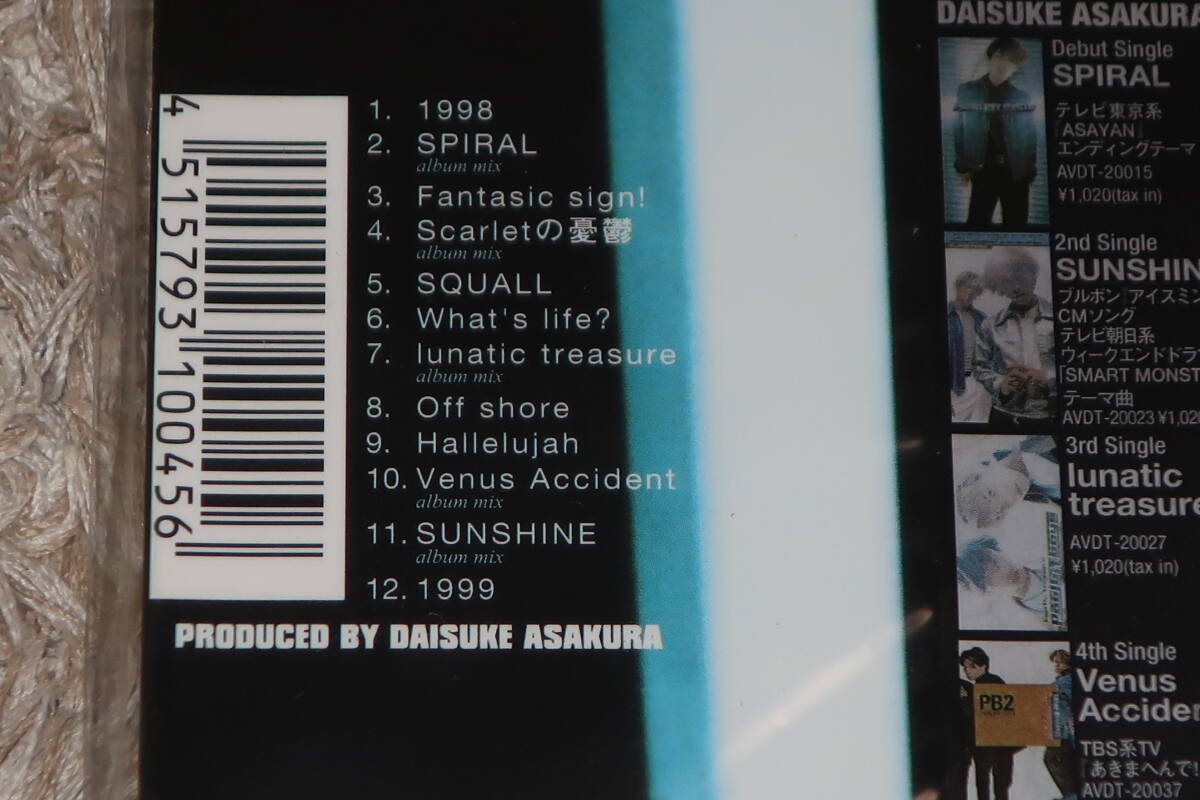 4 515793 100456
1. 1998
2. SPIRAL
album mix
3. Fantasic sign!
4. Scarletの憂鬱
album mix
5. SQUALL
6. What's life?
7. lunatic treasure
album mix
8. Off shore
9. Hallelujah
10. Venus Accident
album mix
11. SUNSHINE
album mix
12. 1999
PRODUCED BY DAISUKE ASAKURA
DAISUKE ASAKURA
Debut Single
SPIRAL
テレビ東京系
『ASAYAN』
エンディングテーマ
AVDT-20015
¥1,020(tax in)
2nd Single
SUNSHIN
ブルボン『アイスミン
CMソング
テレビ朝日系
ウィークエンドドラマ
「SMART MONST
テーマ曲
AVDT-20023 ¥1,020
3rd Single
lunatic
treasure
AVDT-20027
¥1,020(tax in)
4th Single
Venus
Acciden
PB2
TBS系TV
『あきまへんで!
AVDT-20037